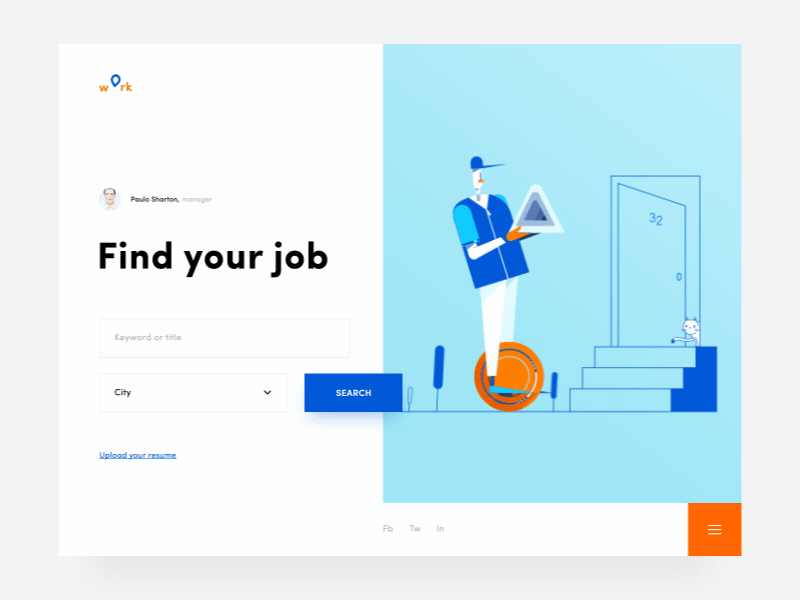 work
Paulo Sharton, manager
Find your job
Keyword or title
City
SEARCH
Upload your resume
32
0
Fb Tw In